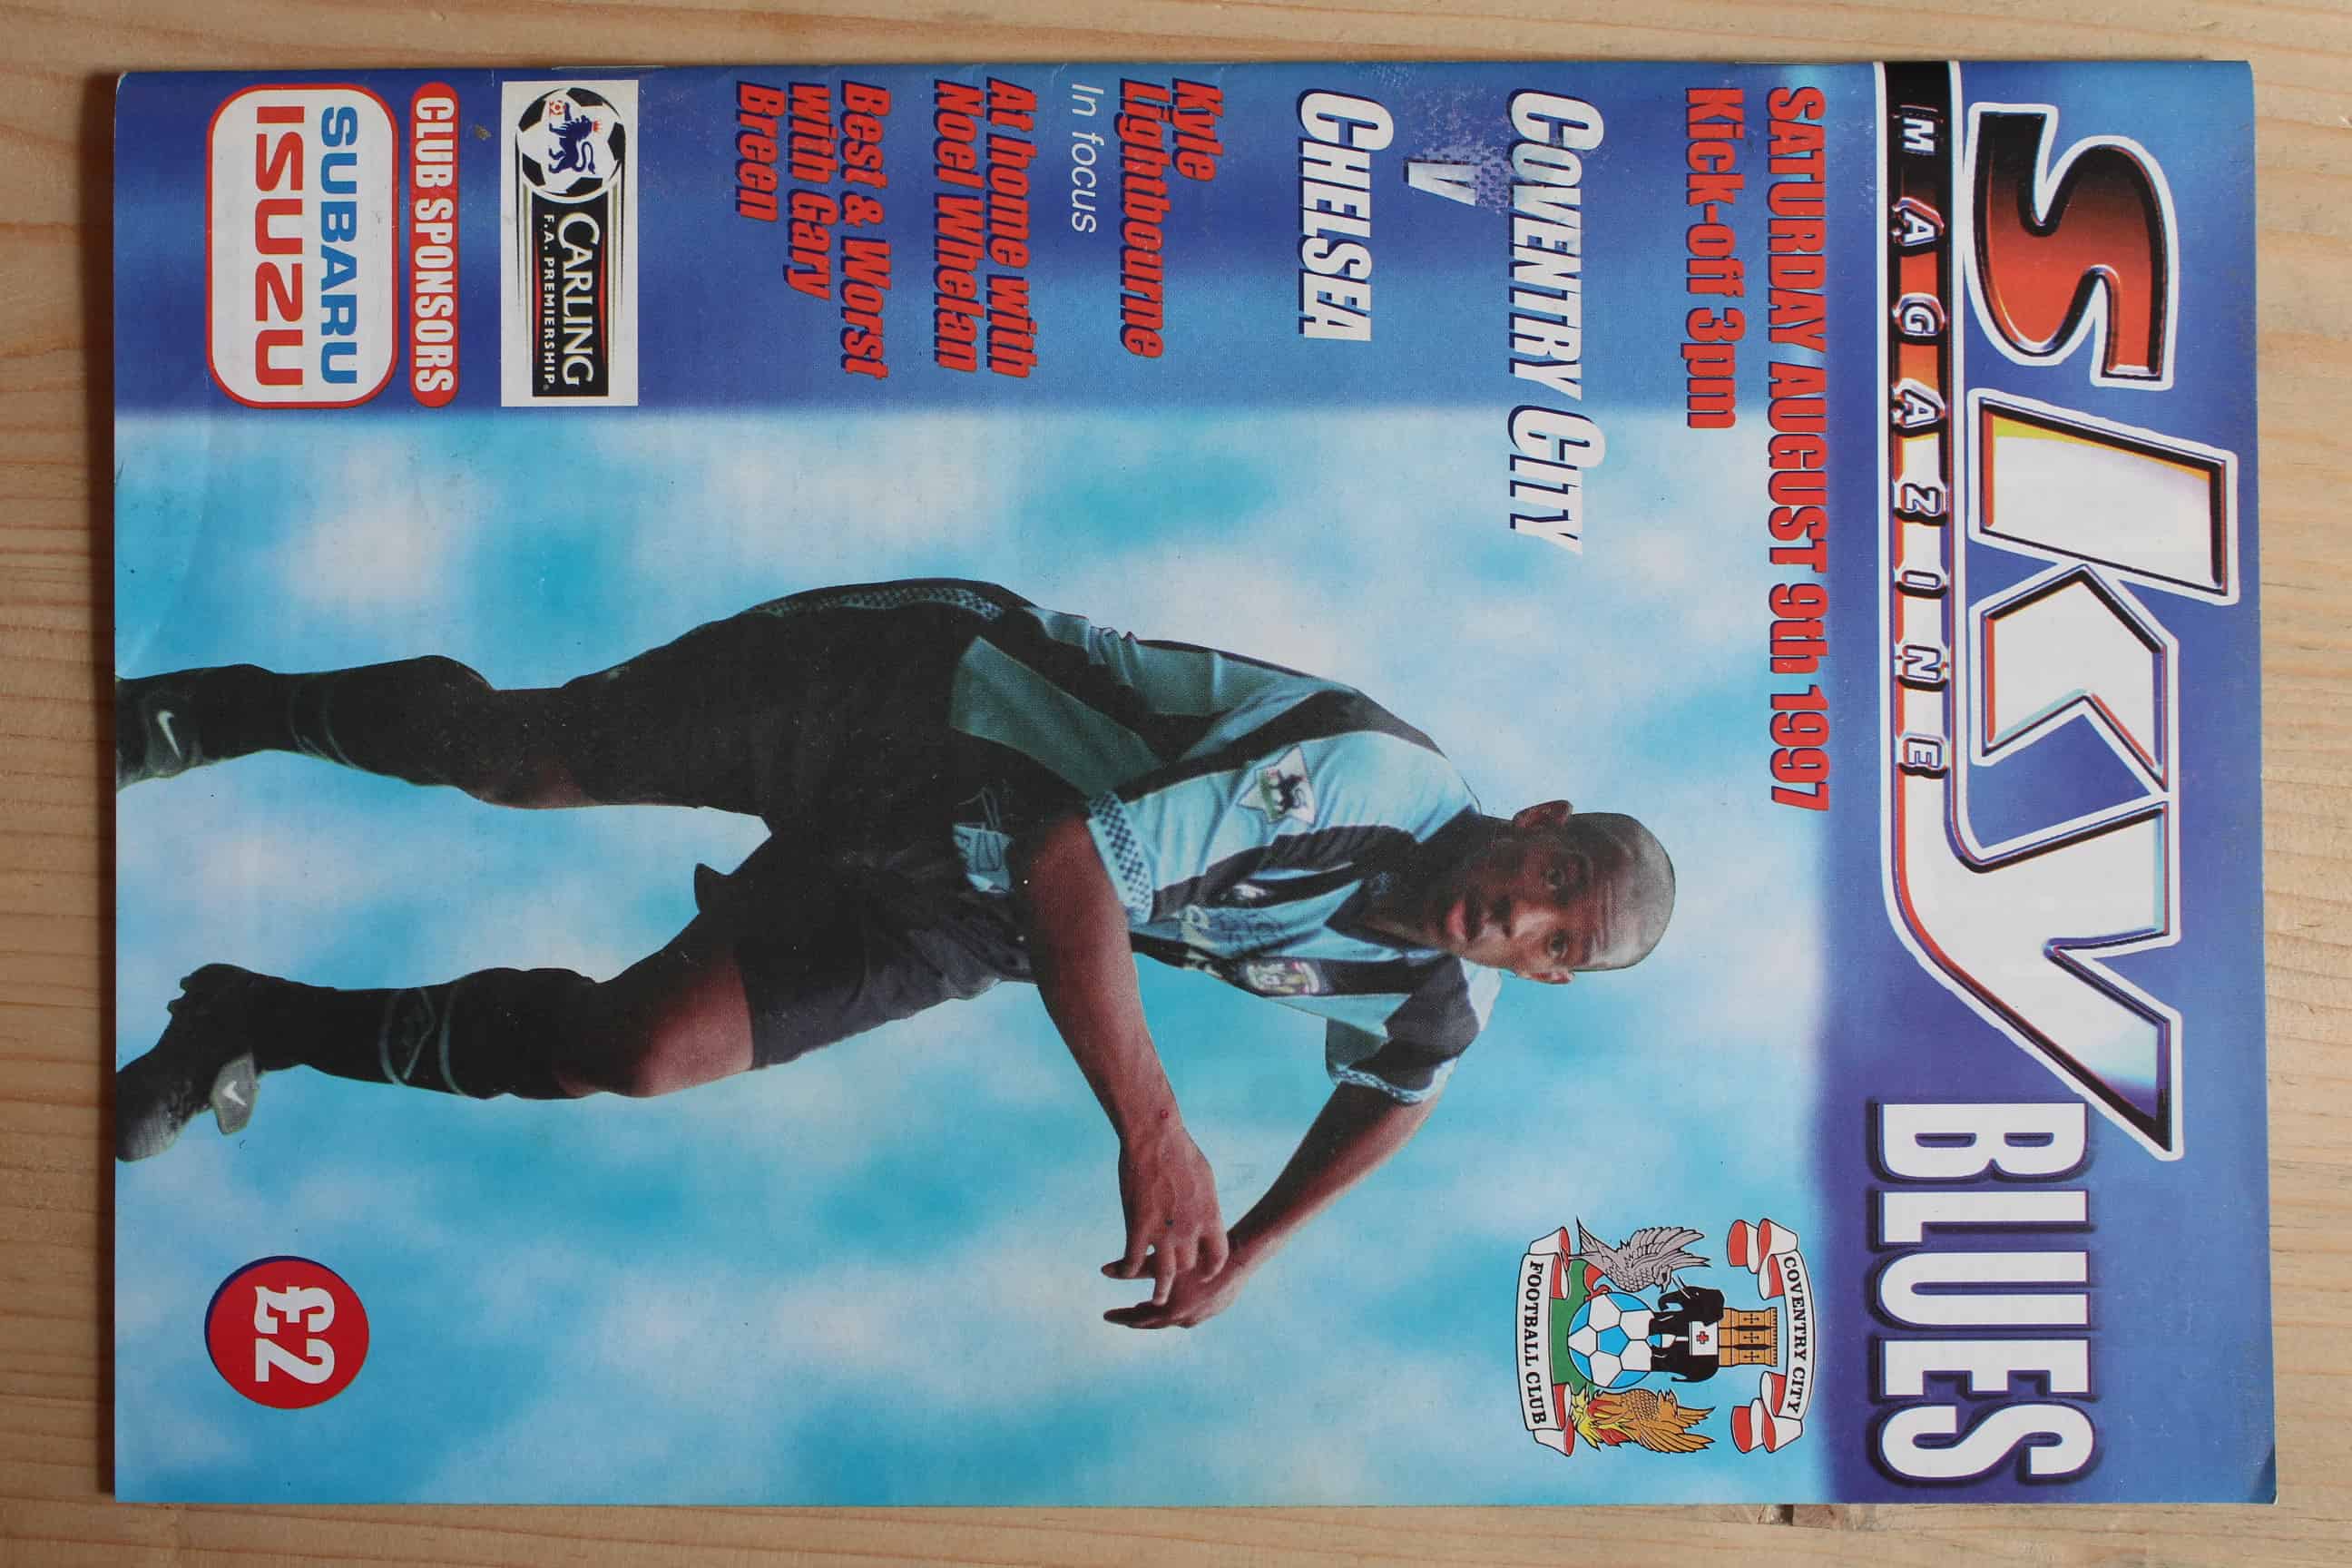 sky
MAGAZINE
BLUES
SATURDAY AUGUST 9th 1997
Kick-off 3pm
COVENTRY CITY
V
CHELSEA
COVENTRY CITY
FOOTBALL CLUB
Kyle
Lightbourne
In focus
At home with
Noel Whelan
Best & Worst
with Gary
Breen
CARLING
F.A. PREMIERSHIP.
CLUB SPONSORS
SUBARU
ISUZU
£2